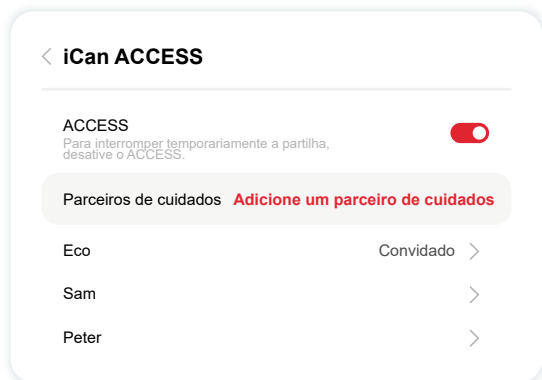 iCan ACCESS
ACCESS
Para interromper temporariamente a partilha,
desative o ACCESS.
Parceiros de cuidados Adicione um parceiro de cuidados
Eco Convidado
Sam
Peter